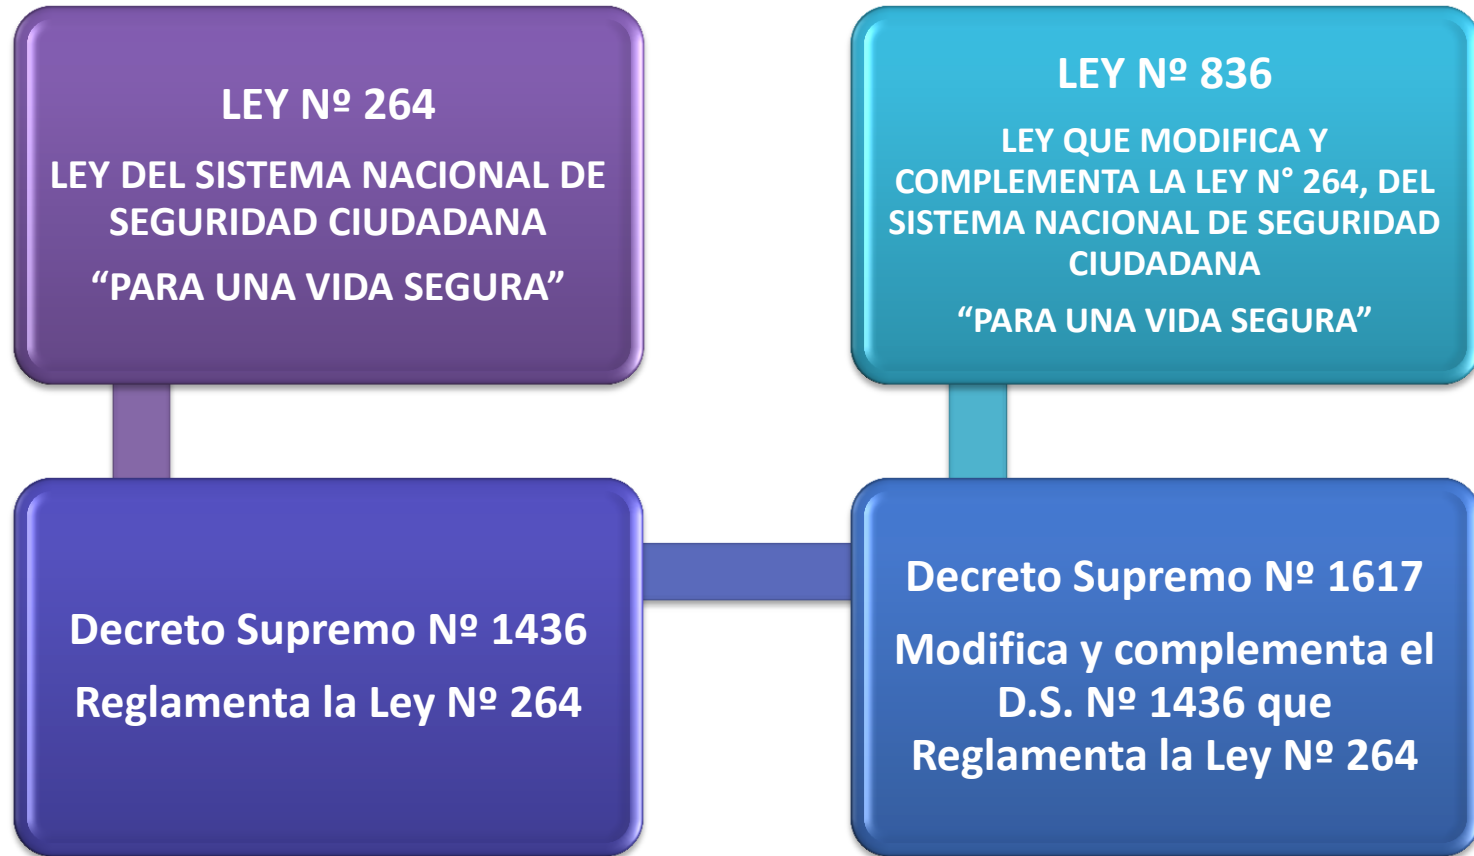 LEY Nº 264
LEY DEL SISTEMA NACIONAL DE
SEGURIDAD CIUDADANA
“PARA UNA VIDA SEGURA”
LEY Nº 836
LEY QUE MODIFICA Y
COMPLEMENTA LA LEY N° 264, DEL
SISTEMA NACIONAL DE SEGURIDAD
CIUDADANA
“PARA UNA VIDA SEGURA”
Decreto Supremo Nº 1436
Reglamenta la Ley Nº 264
Decreto Supremo Nº 1617
Modifica y complementa el
D.S. Nº 1436 que
Reglamenta la Ley Nº 264